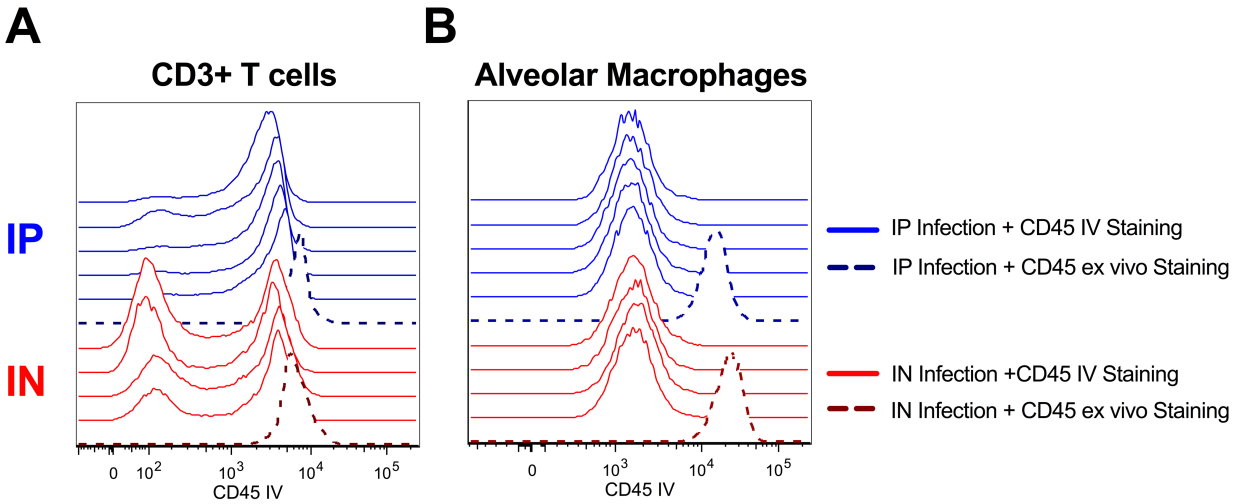 A
B
CD3+ T cells
Alveolar Macrophages
IP
IN
0 10² 10³ 10⁴ 10⁵
CD45 IV
0 10³ 10⁴ 10⁵
CD45 IV
IP Infection + CD45 IV Staining
IP Infection + CD45 ex vivo Staining
IN Infection +CD45 IV Staining
IN Infection + CD45 ex vivo Staining